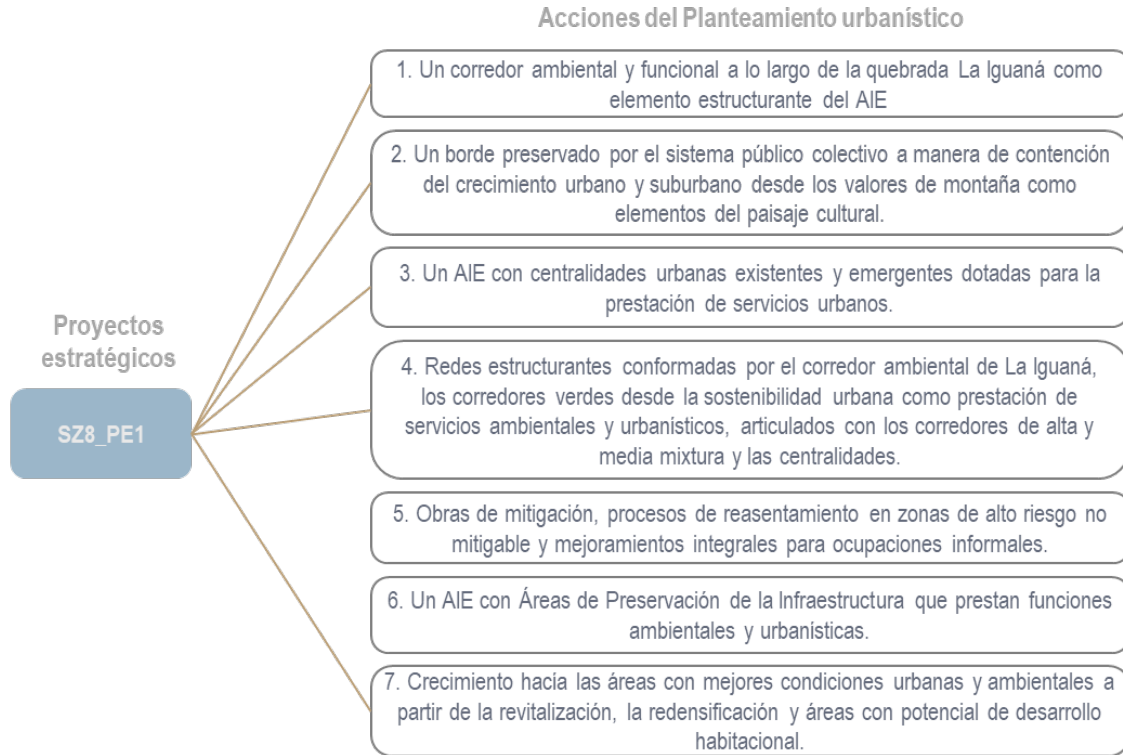 Acciones del Planteamiento urbanístico
1. Un corredor ambiental y funcional a lo largo de la quebrada La Iguaná como
elemento estructurante del AIE
2. Un borde preservado por el sistema público colectivo a manera de contención
del crecimiento urbano y suburbano desde los valores de montaña como
elementos del paisaje cultural.
3. Un AIE con centralidades urbanas existentes y emergentes dotadas para la
prestación de servicios urbanos.
Proyectos
estratégicos
SZ8_PE1
4. Redes estructurantes conformadas por el corredor ambiental de La Iguaná,
los corredores verdes desde la sostenibilidad urbana como prestación de
servicios ambientales y urbanísticos, articulados con los corredores de alta y
media mixtura y las centralidades.
5. Obras de mitigación, procesos de reasentamiento en zonas de alto riesgo no
mitigable y mejoramientos integrales para ocupaciones informales.
6. Un AIE con Áreas de Preservación de la Infraestructura que prestan funciones
ambientales y urbanísticas.
7. Crecimiento hacía las áreas con mejores condiciones urbanas y ambientales a
partir de la revitalización, la redensificación y áreas con potencial de desarrollo
habitacional.